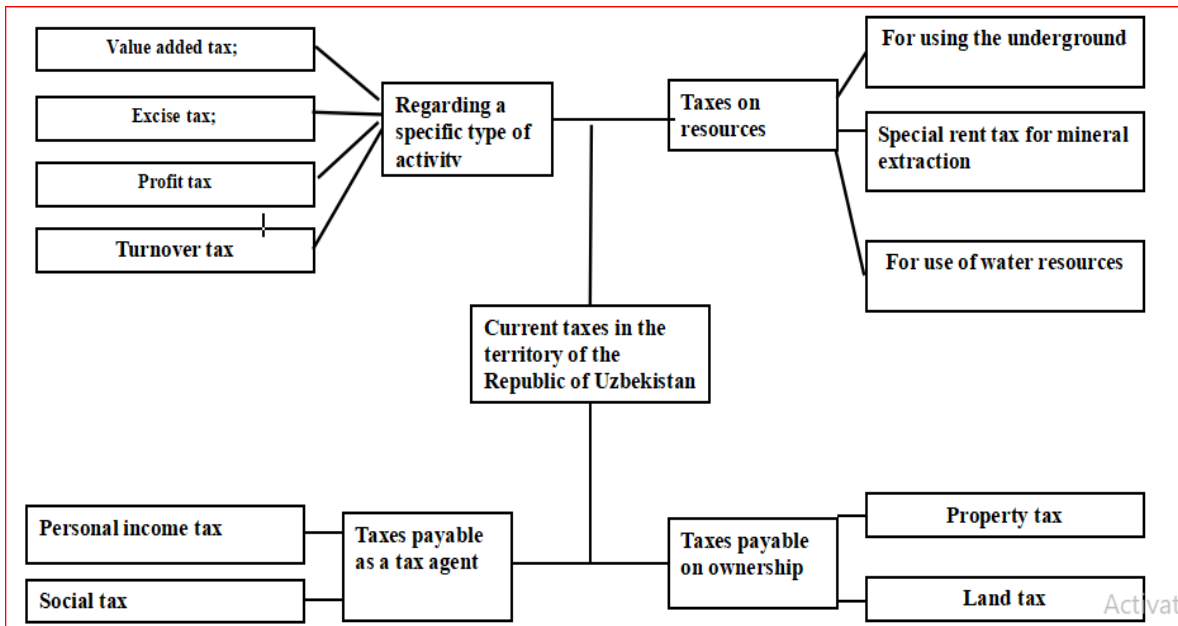 Value added tax;
Excise tax;
Profit tax
Turnover tax
Regarding a
specific type of
activity
Taxes on
resources
For using the underground
Special rent tax for mineral
extraction
For use of water resources
Current taxes in the
territory of the
Republic of Uzbekistan
Personal income tax
Social tax
Taxes payable
as a tax agent
Taxes payable
on ownership
Property tax
Land tax
Activat